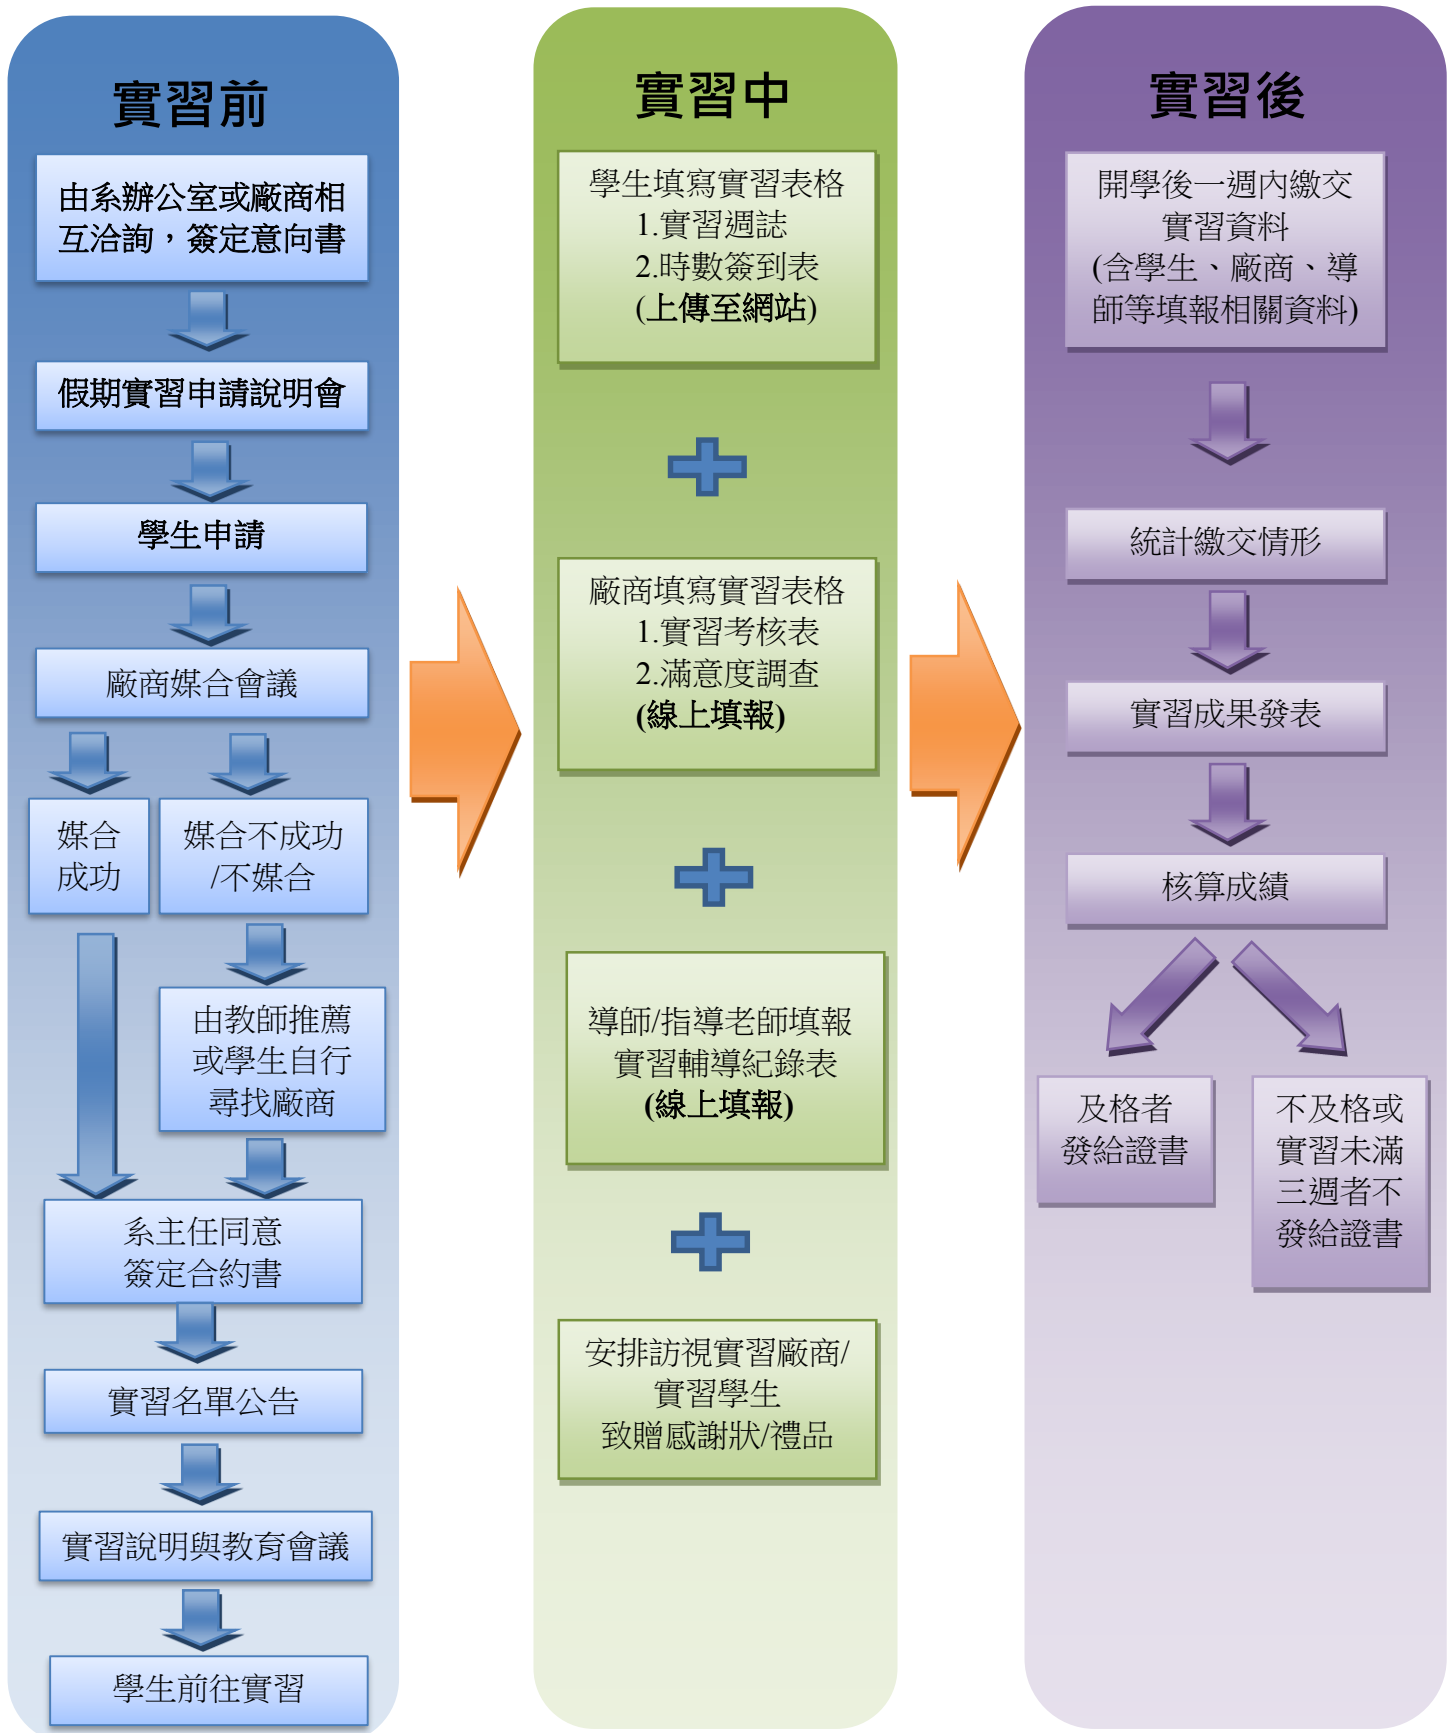 實習前
由系辦公室或廠商相
互洽詢，簽定意向書
假期實習申請說明會
學生申請
廠商媒合會議
媒合
成功
媒合不成功
/不媒合
由教師推薦
或學生自行
尋找廠商
系主任同意
簽定合約書
實習名單公告
實習說明與教育會議
學生前往實習
實習中
學生填寫實習表格
1.實習週誌
2.時數簽到表
(上傳至網站)
廠商填寫實習表格
1.實習考核表
2.滿意度調查
(線上填報)
導師/指導老師填報
實習輔導紀錄表
(線上填報)
安排訪視實習廠商/
實習學生
致贈感謝狀/禮品
實習後
開學後一週內繳交
實習資料
(含學生、廠商、導
師等填報相關資料)
統計繳交情形
實習成果發表
核算成績
及格者
發給證書
不及格或
實習未滿
三週者不
發給證書